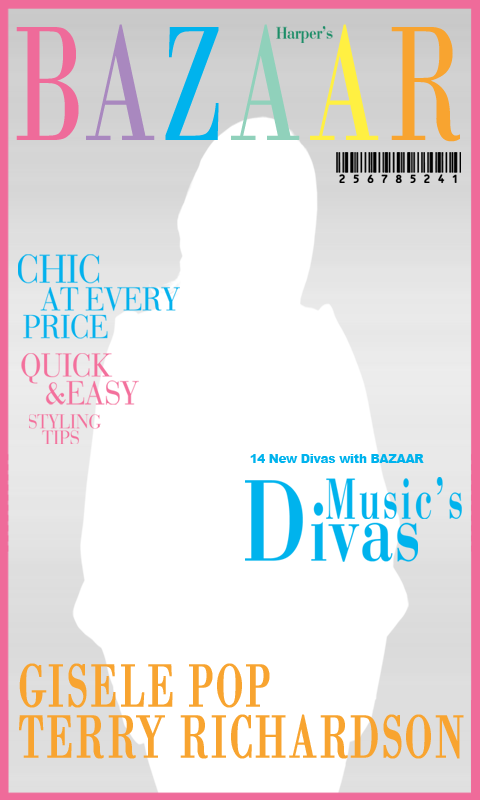 Harper's
BAZAAR
256785241
CHIC
AT EVERY
PRICE
QUICK
&EASY
STYLING
TIPS
14 New Divas with BAZAAR
Music's
Divas
GISELE POP
TERRY RICHARDSON